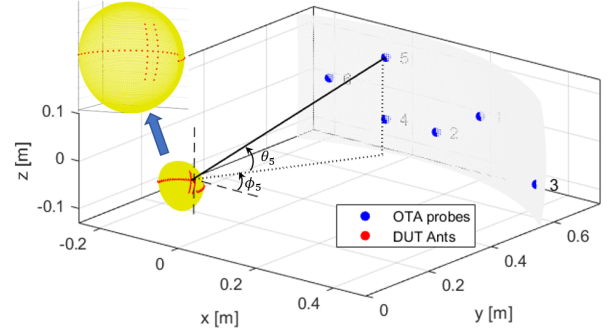 5
6
1
4
2
3
0.1
0
-0.1
z [m]
θ₅
ϕ₅
OTA probes
DUT Ants
-0.2
0
0.2
0.4
x [m]
0
0.2
0.4
0.6
y [m]